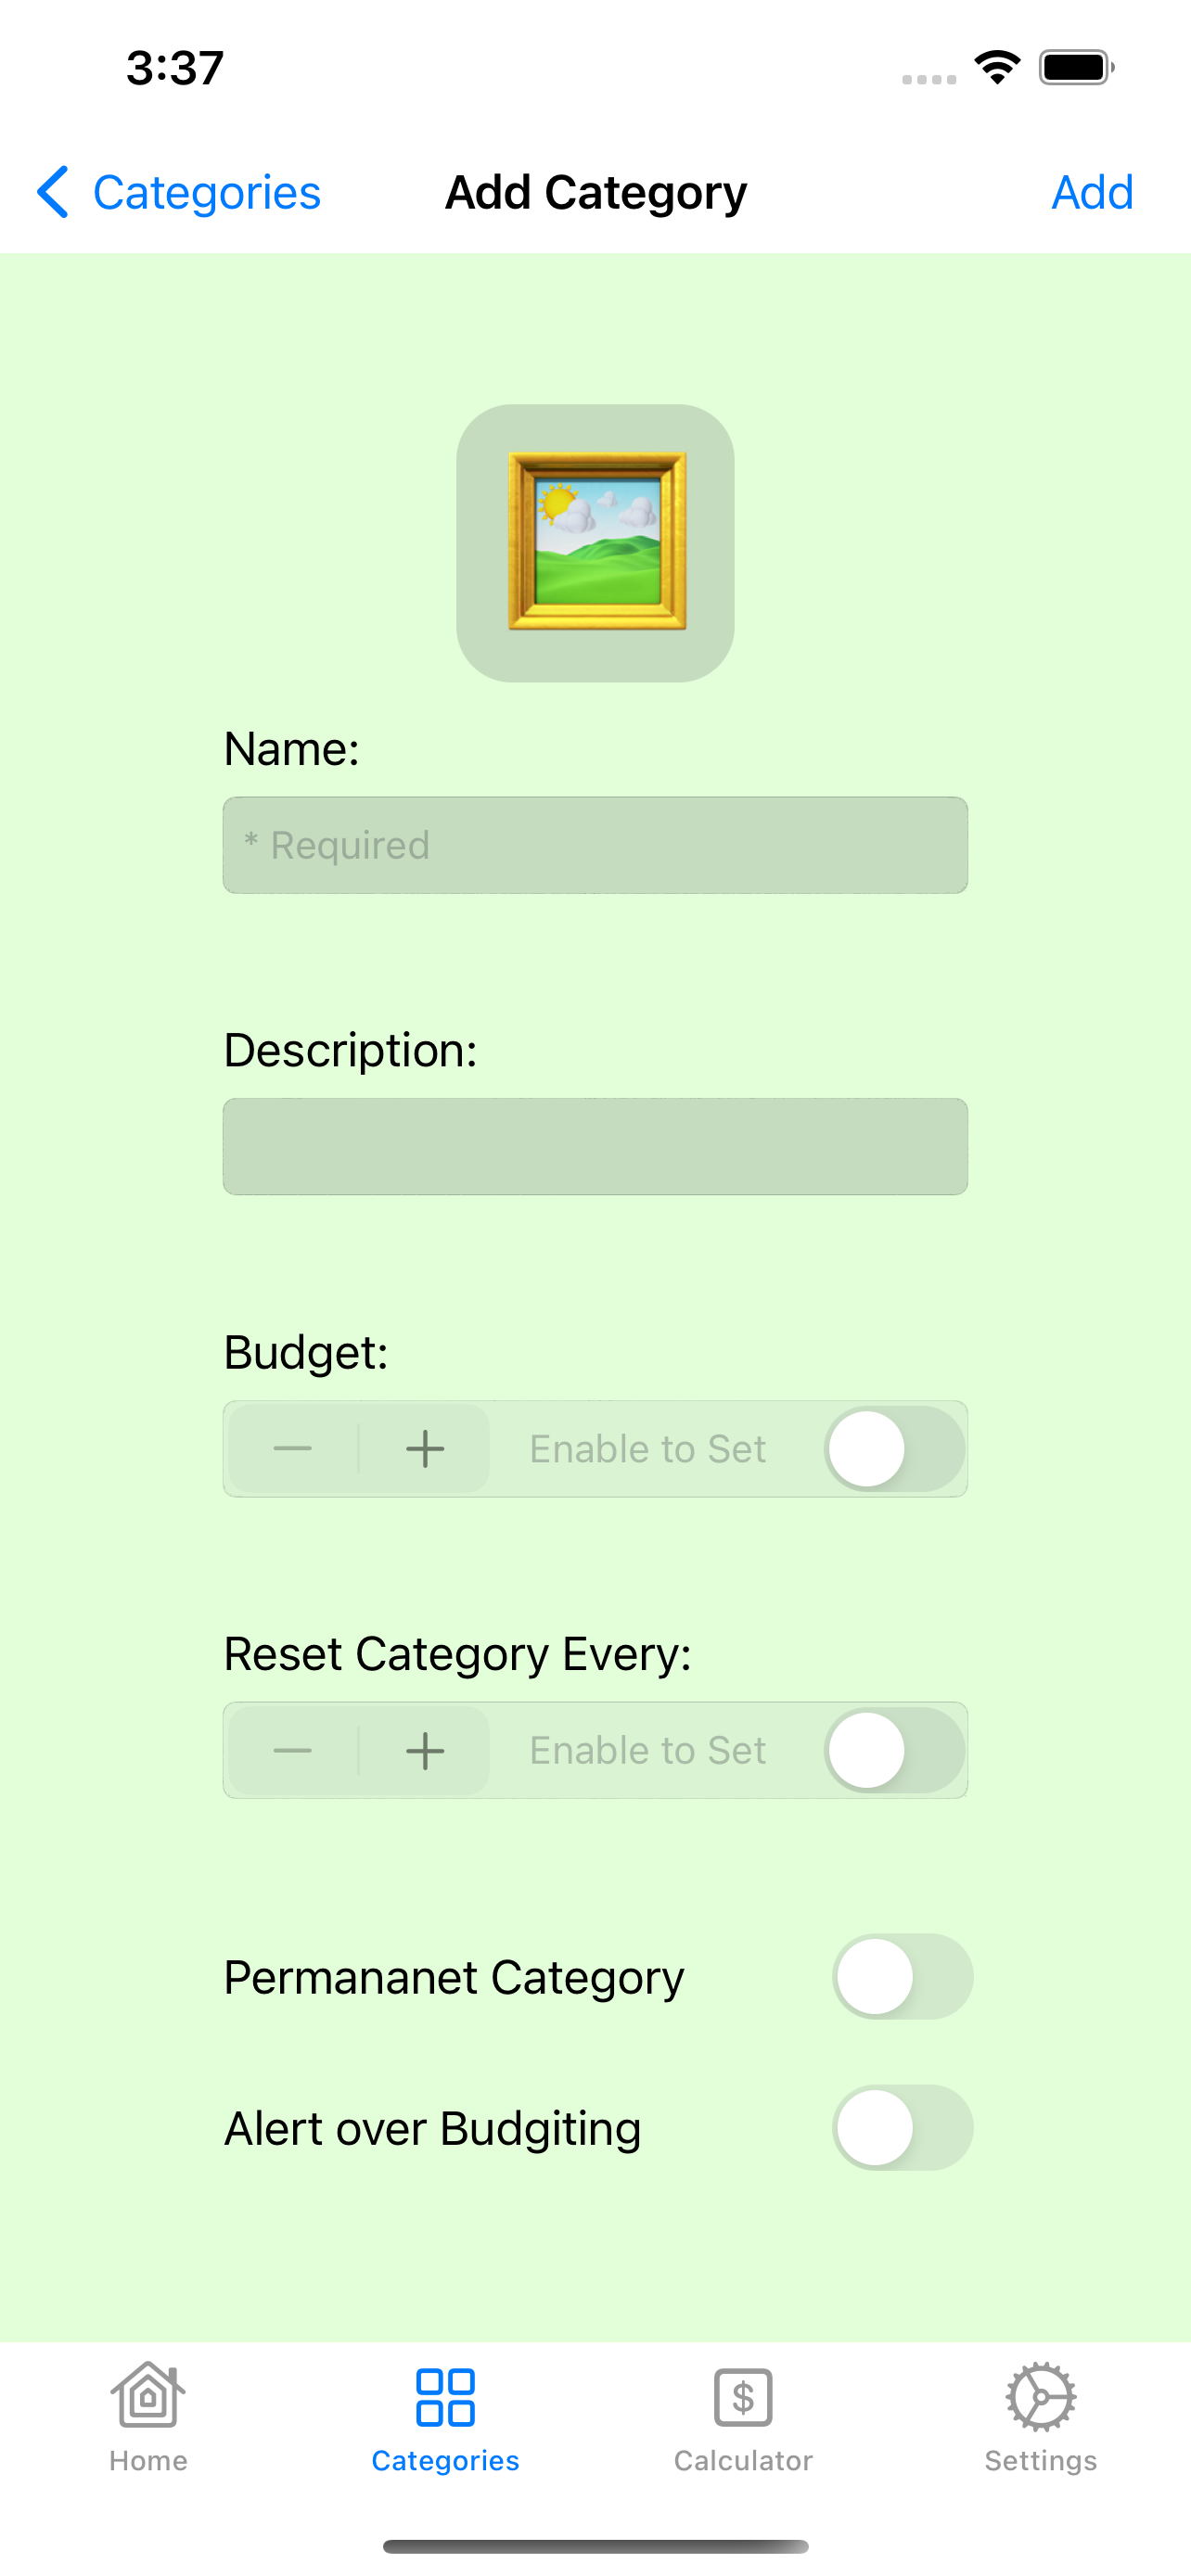 3:37
Categories Add Category Add
Name:
* Required
Description:
Budget:
Enable to Set
Reset Category Every:
Enable to Set
Permananet Category
Alert over Budgiting
$
Home Categories Calculator Settings